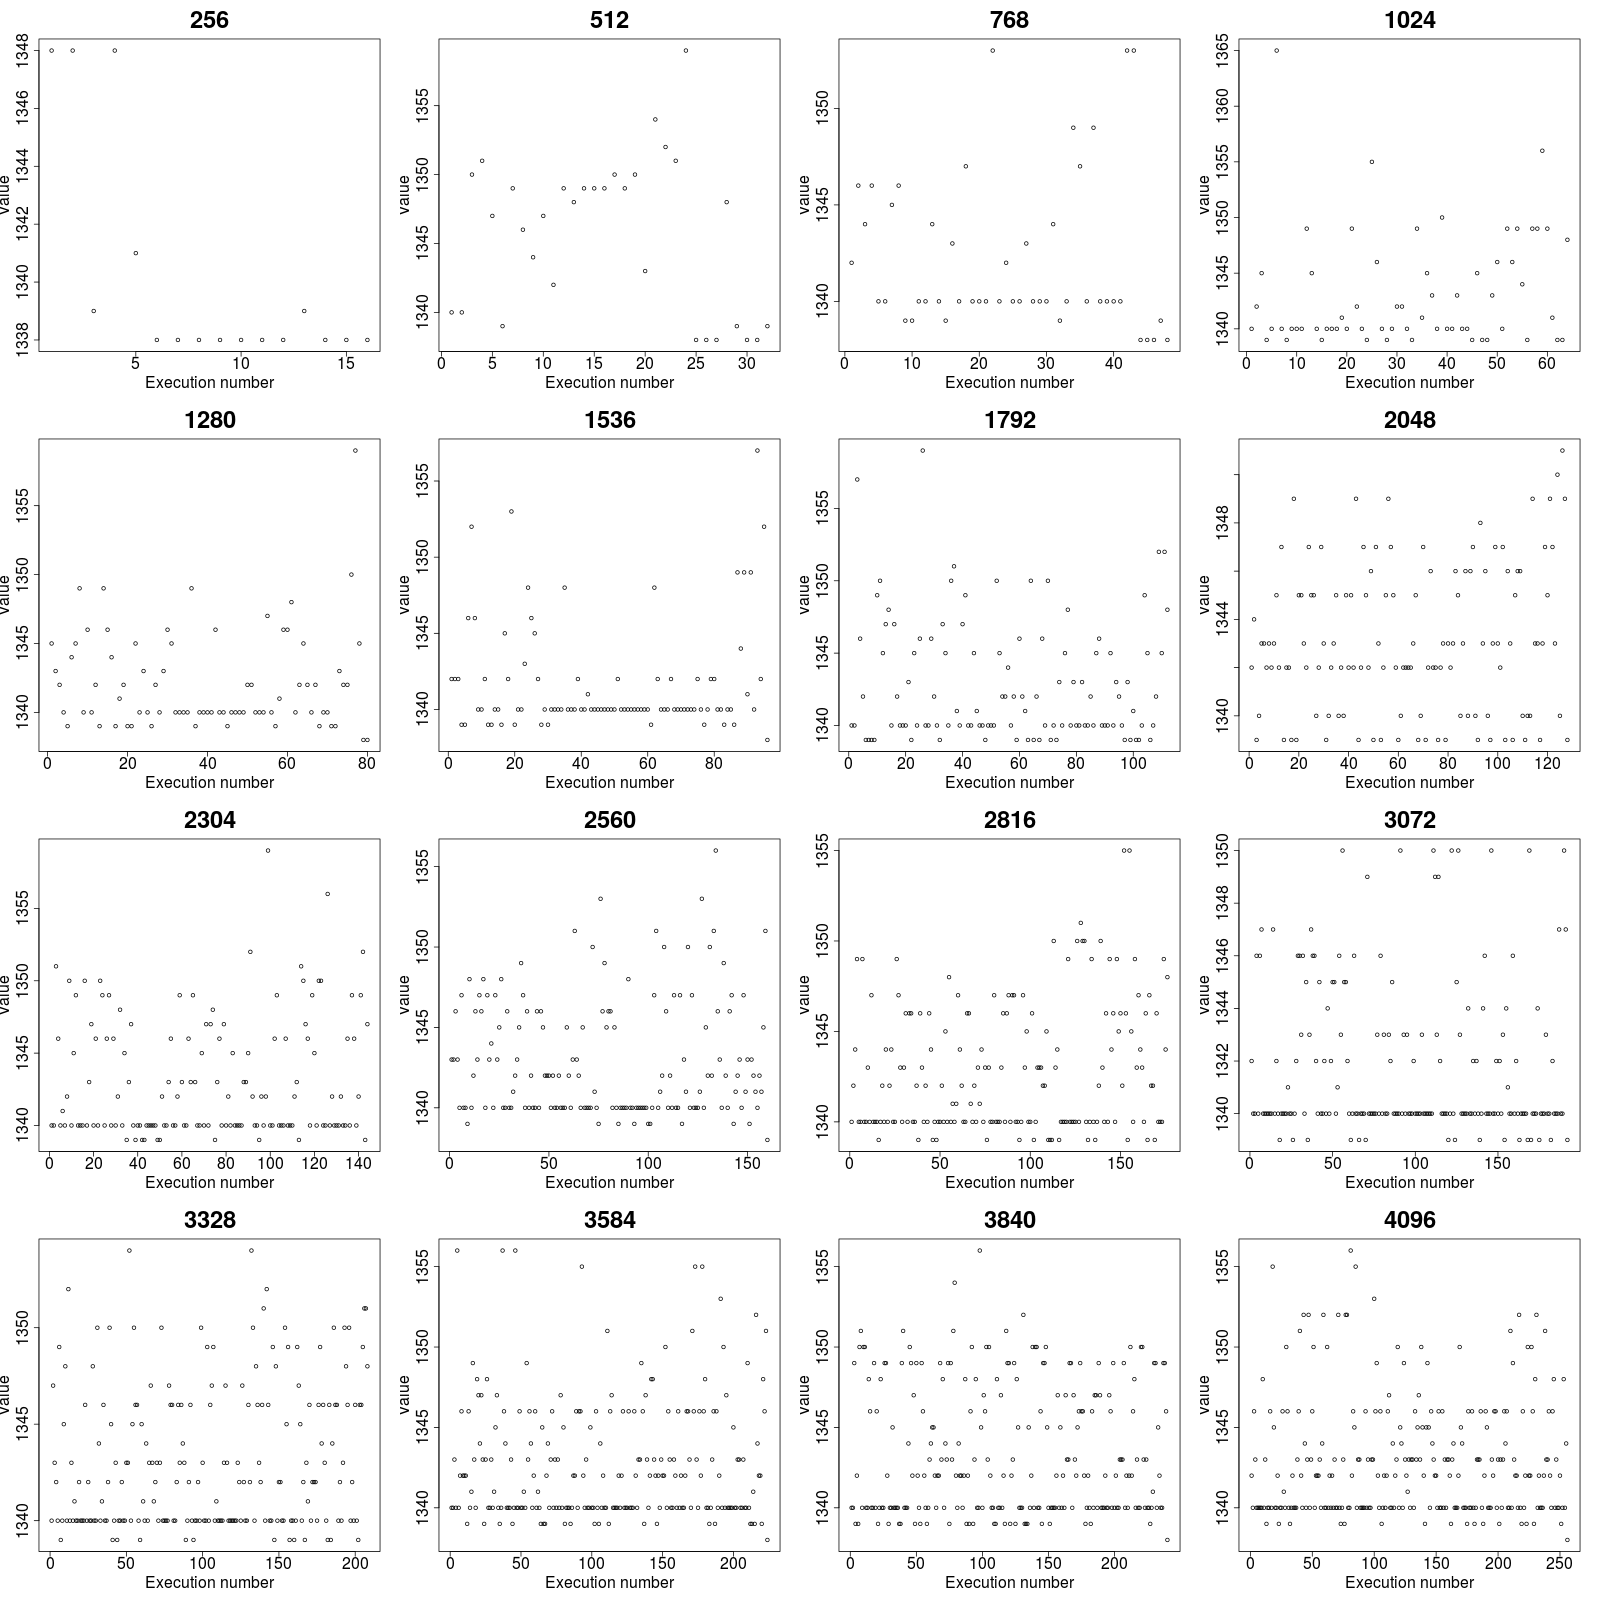 256
1338 1340 1342 1344 1346 1348
value
5 10 15
Execution number
512
1340 1345 1350 1355
value
0 5 10 15 20 25 30
Execution number
768
1340 1345 1350
value
0 10 20 30 40
Execution number
1024
1340 1345 1350 1355 1360 1365
value
0 10 20 30 40 50 60
Execution number
1280
1340 1345 1350 1355
value
0 20 40 60 80
Execution number
1536
1340 1345 1350 1355
value
0 20 40 60 80
Execution number
1792
1340 1345 1350 1355
value
0 20 40 60 80 100
Execution number
2048
1340 1344 1348
value
0 20 40 60 80 100 120
Execution number
2304
1340 1345 1350 1355
value
0 20 40 60 80 100 120 140
Execution number
2560
1340 1345 1350 1355
value
0 50 100 150
Execution number
2816
1340 1345 1350 1355
value
0 50 100 150
Execution number
3072
1340 1342 1344 1346 1348 1350
value
0 50 100 150
Execution number
3328
1340 1345 1350
value
0 50 100 150 200
Execution number
3584
1340 1345 1350 1355
value
0 50 100 150 200
Execution number
3840
1340 1345 1350 1355
value
0 50 100 150 200
Execution number
4096
1340 1345 1350 1355
value
0 50 100 150 200 250
Execution number